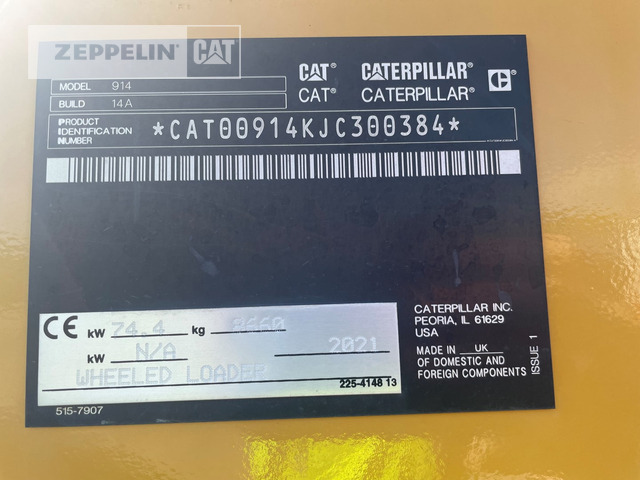 ZEPPELIN CAT
CAT CATERPILLAR C
CAT® CATERPILLAR®
MODEL 914
BUILD 14A
PRODUCT
IDENTIFICATION
NUMBER
*CAT00914KJC300384*
CE kW 74.4 kg 8660
kW N/A 2021
WHEELED LOADER
225-4148 13
515-7907
CATERPILLAR INC.
PEORIA, IL 61629
USA
MADE IN UK
OF DOMESTIC AND
FOREIGN COMPONENTS
ISSUE: 1